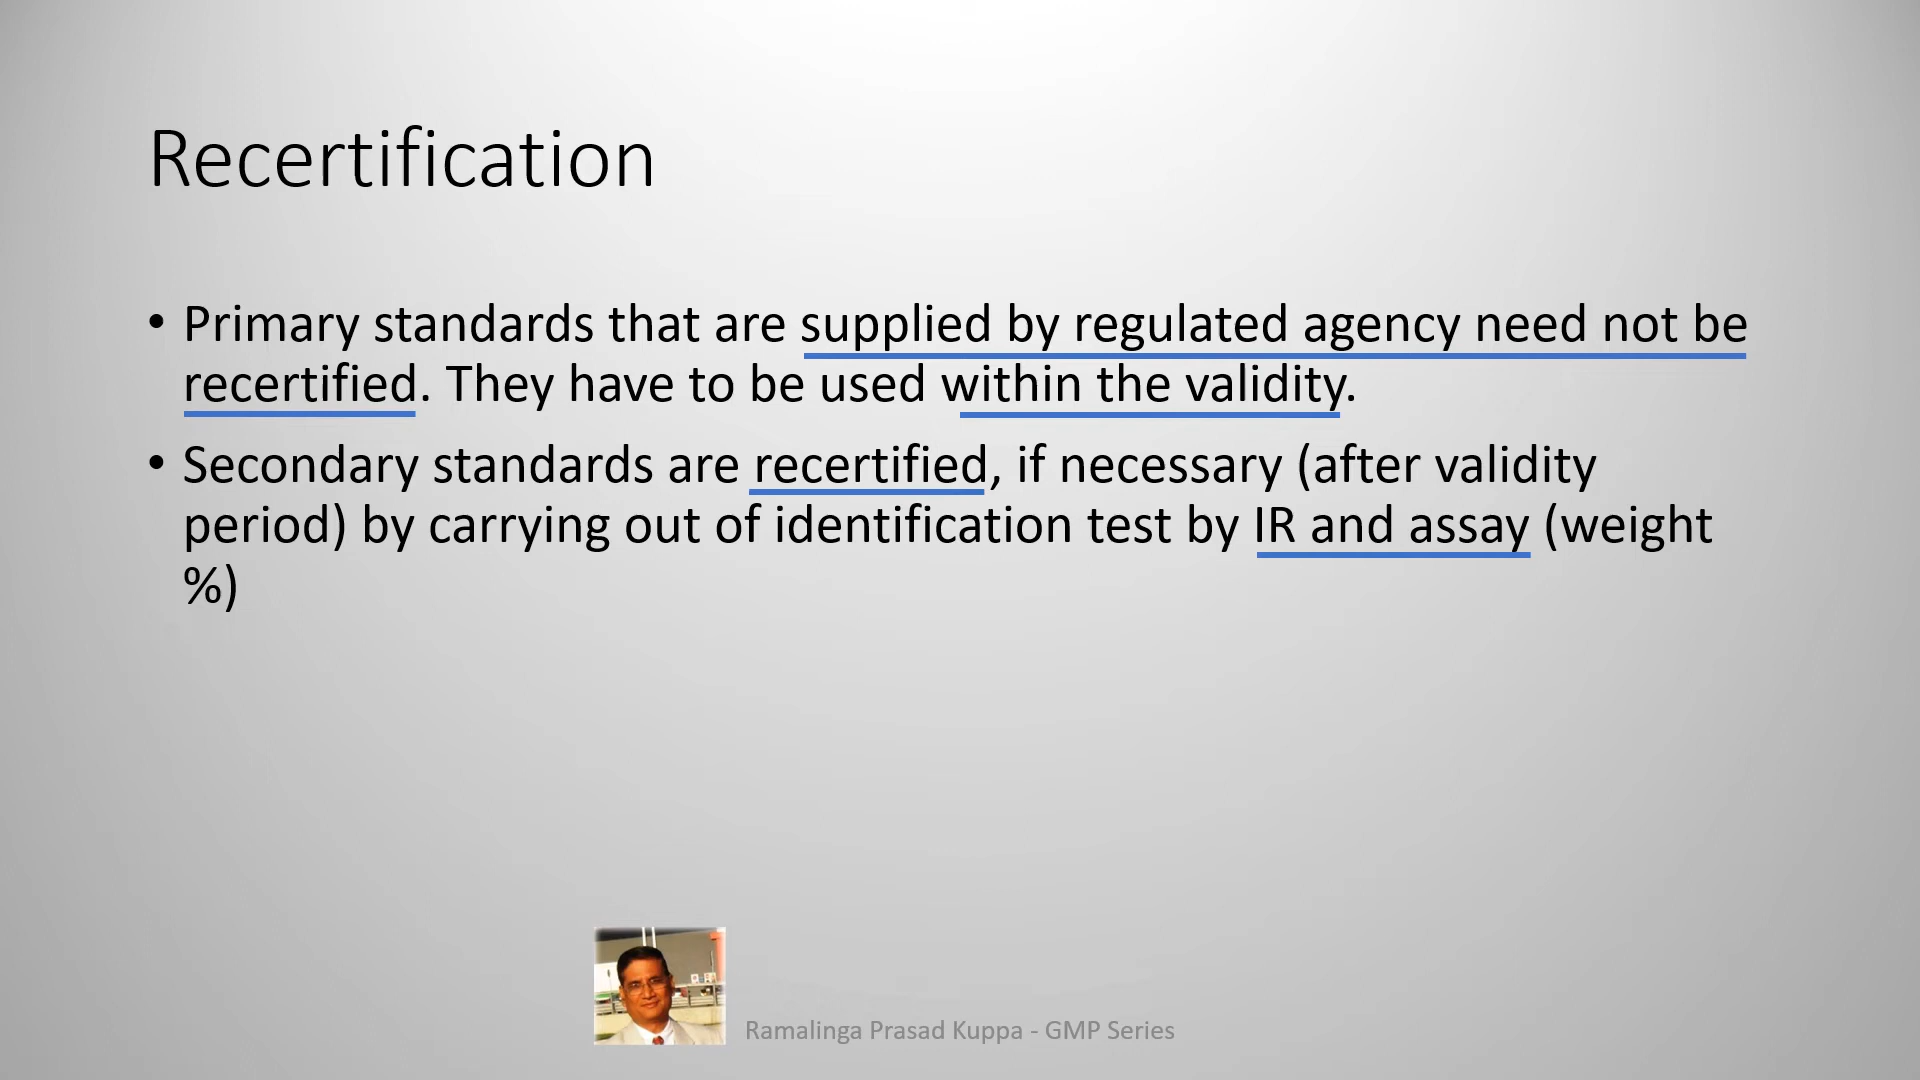 Recertification
• Primary standards that are supplied by regulated agency need not be
recertified. They have to be used within the validity.
• Secondary standards are recertified, if necessary (after validity
period) by carrying out of identification test by IR and assay (weight
%)
Ramalinga Prasad Kuppa - GMP Series